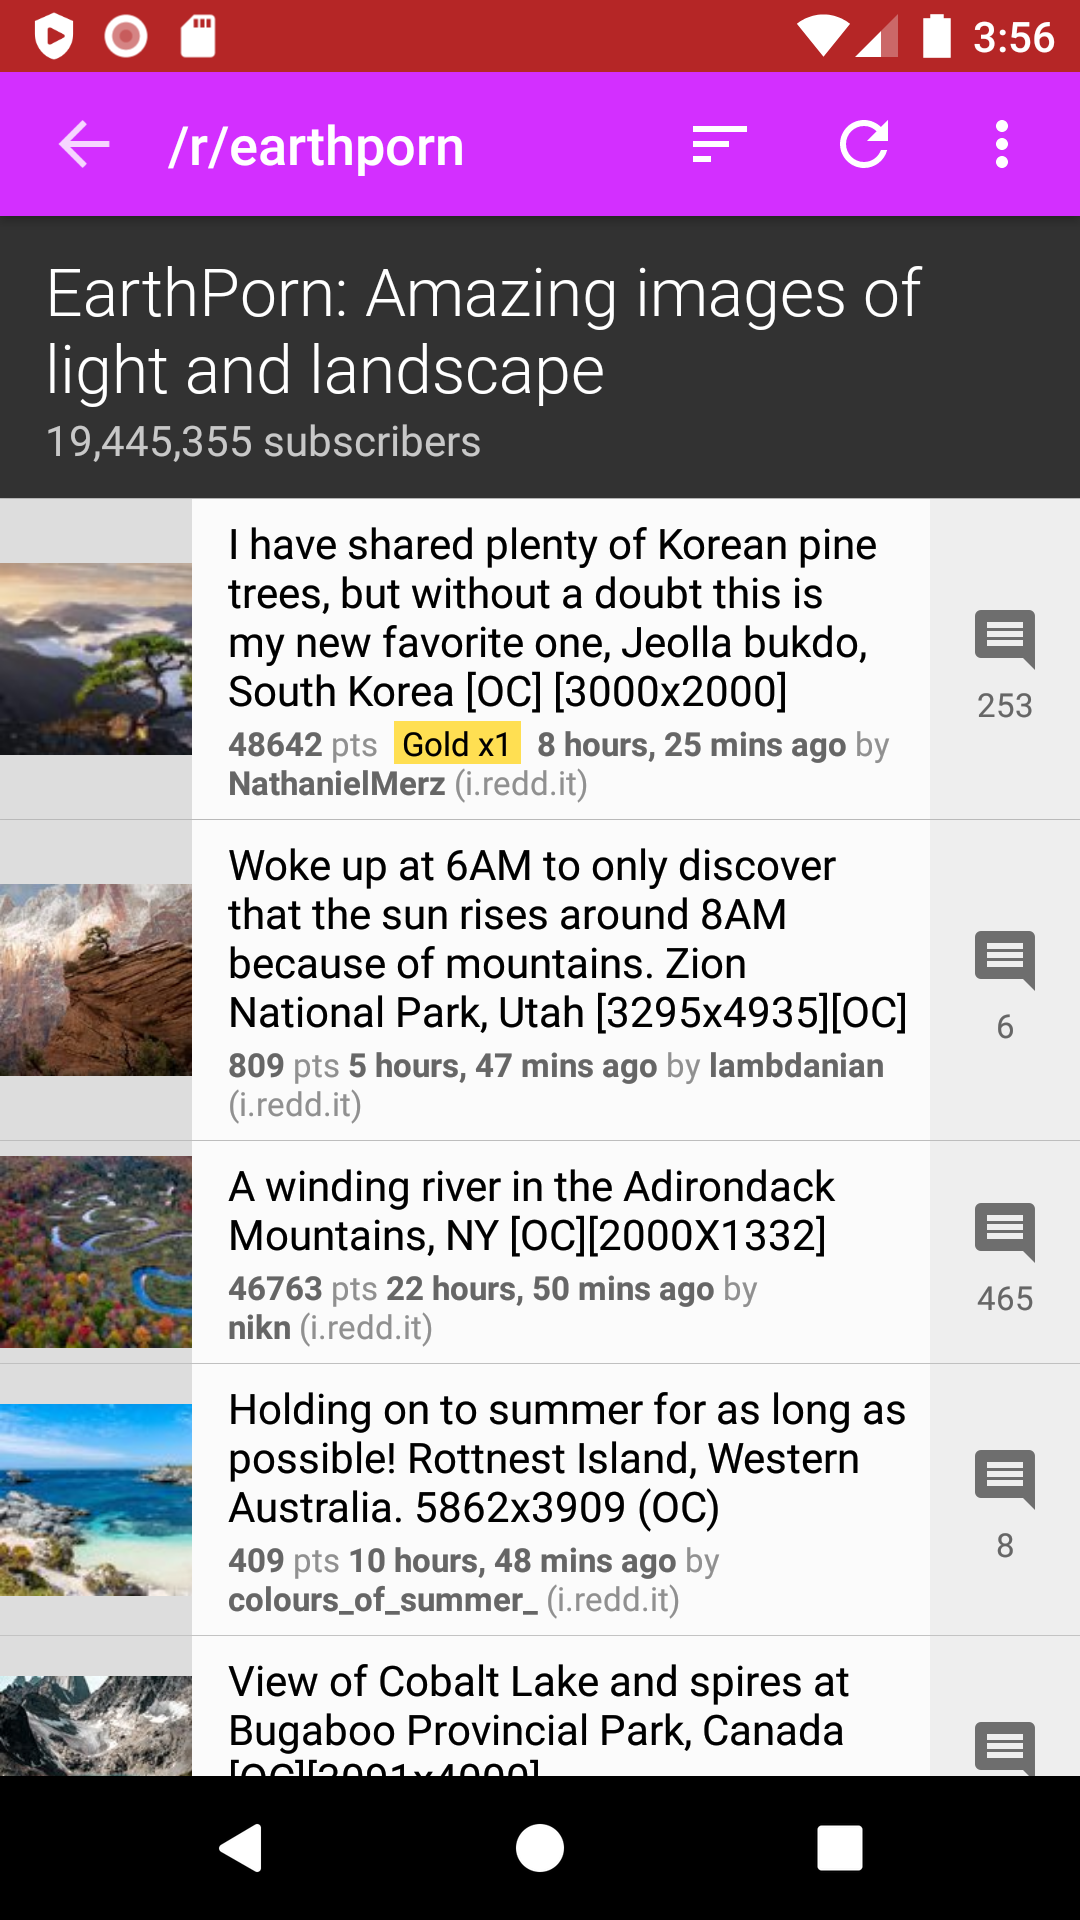 3:56
/r/earthporn
EarthPorn: Amazing images of
light and landscape
19,445,355 subscribers
I have shared plenty of Korean pine
trees, but without a doubt this is
my new favorite one, Jeolla bukdo,
South Korea [OC] [3000x2000]
48642 pts Gold x1 8 hours, 25 mins ago by
NathanielMerz (i.redd.it)
253
Woke up at 6AM to only discover
that the sun rises around 8AM
because of mountains. Zion
National Park, Utah [3295x4935][OC]
809 pts 5 hours, 47 mins ago by lambdanian
(i.redd.it)
6
A winding river in the Adirondack
Mountains, NY [OC][2000X1332]
46763 pts 22 hours, 50 mins ago by
nikn (i.redd.it)
465
Holding on to summer for as long as
possible! Rottnest Island, Western
Australia. 5862x3909 (OC)
409 pts 10 hours, 48 mins ago by
colours_of_summer_ (i.redd.it)
8
View of Cobalt Lake and spires at
Bugaboo Provincial Park, Canada